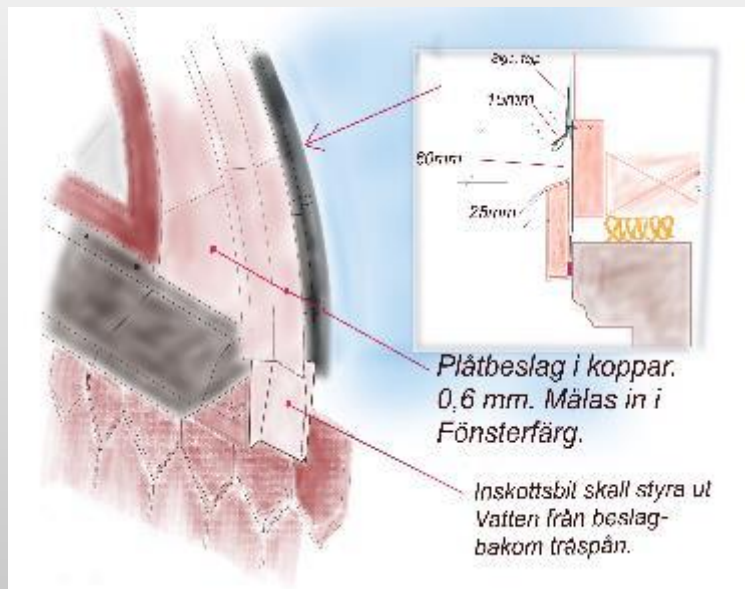 15mm
60mm
25mm
Plåtbeslag i koppar.
0,6 mm. Målas in i
Fönsterfärg.
Inskottsbit skall styra ut
Vatten från beslag-
bakom träspån.